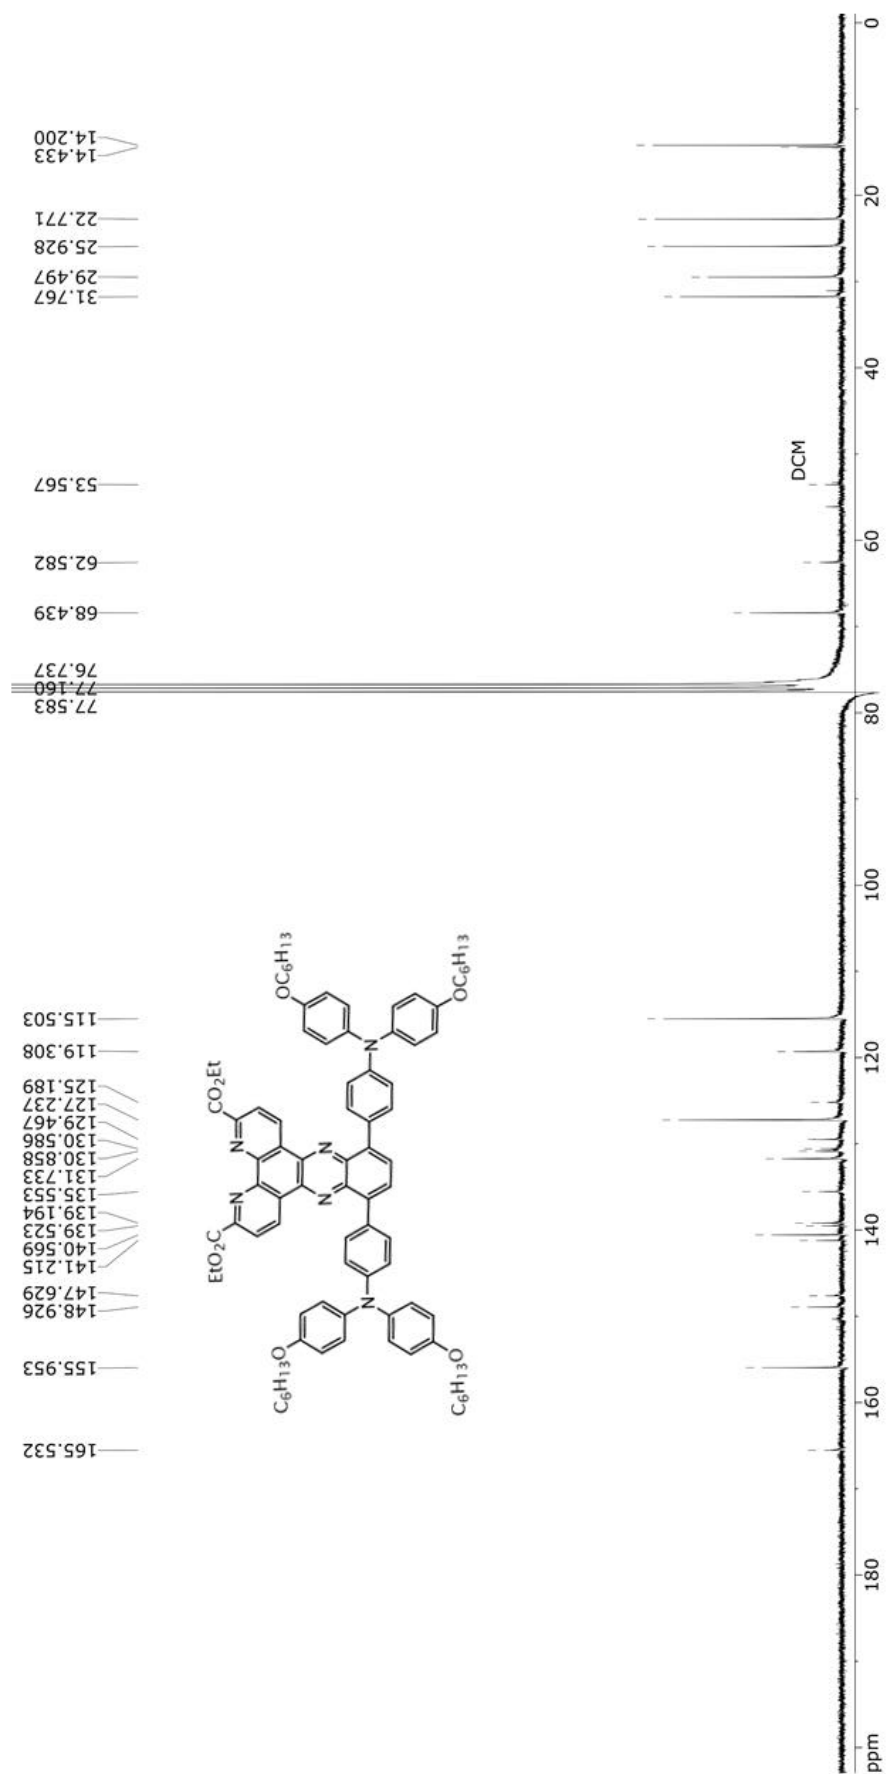 165.532
155.953
148.926
147.629
141.215
140.569
139.523
139.194
135.553
131.733
130.858
130.586
129.467
127.237
125.189
119.308
115.503
77.583
77.160
76.737
68.439
62.582
53.567
31.767
29.497
25.928
22.771
14.433
14.200
EtO2C
CO2Et
N
N
N
N
C6H13O
OC6H13
N
N
C6H13O
OC6H13
DCM
ppm
180
160
140
120
100
80
60
40
20
0